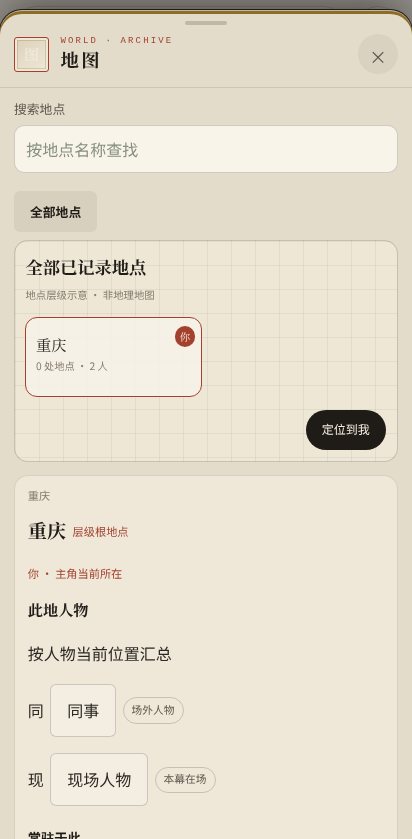 图
WORLD · ARCHIVE
地图
搜索地点
按地点名称查找
全部地点
全部已记录地点
地点层级示意 · 非地理地图
你
重庆
0 处地点 · 2 人
定位到我
重庆
重庆 层级根地点
你 · 主角当前所在
此地人物
按人物当前位置汇总
同 同事 场外人物
现 现场人物 本幕在场
常驻于此